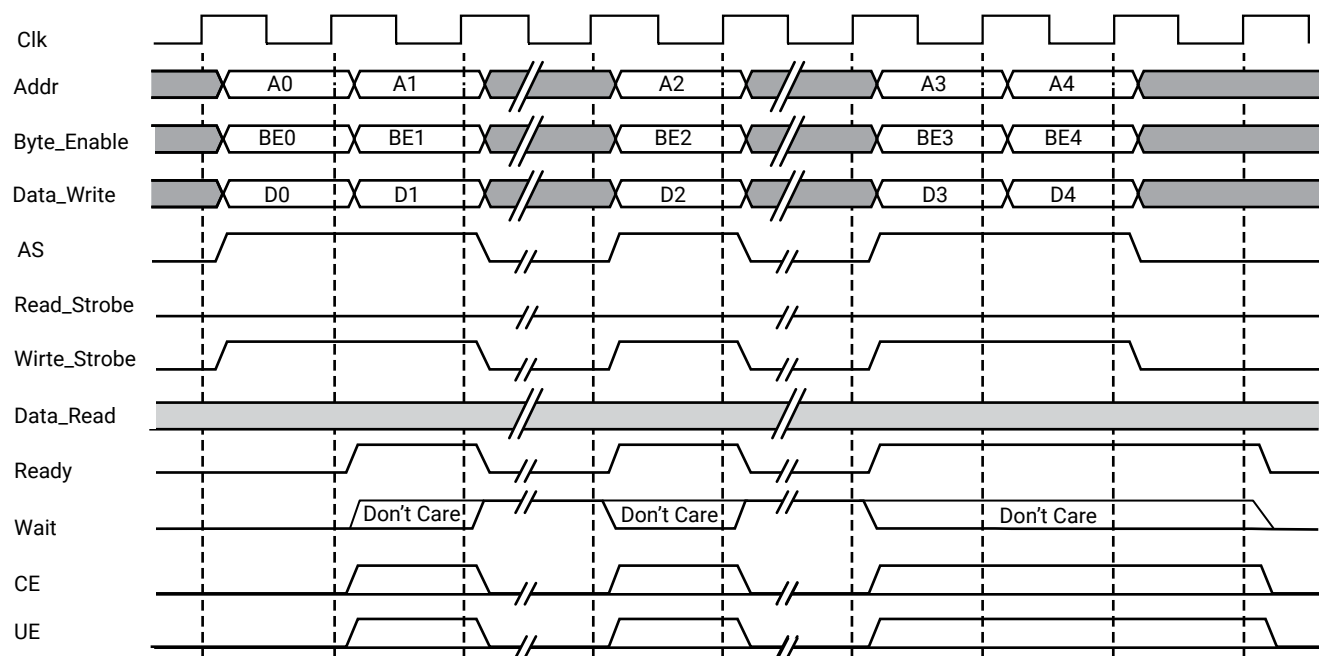 Clk
Addr A0 A1 A2 A3 A4
Byte_Enable BE0 BE1 BE2 BE3 BE4
Data_Write D0 D1 D2 D3 D4
AS
Read_Strobe
Wirte_Strobe
Data_Read
Ready
Wait Don't Care Don't Care Don't Care
CE
UE